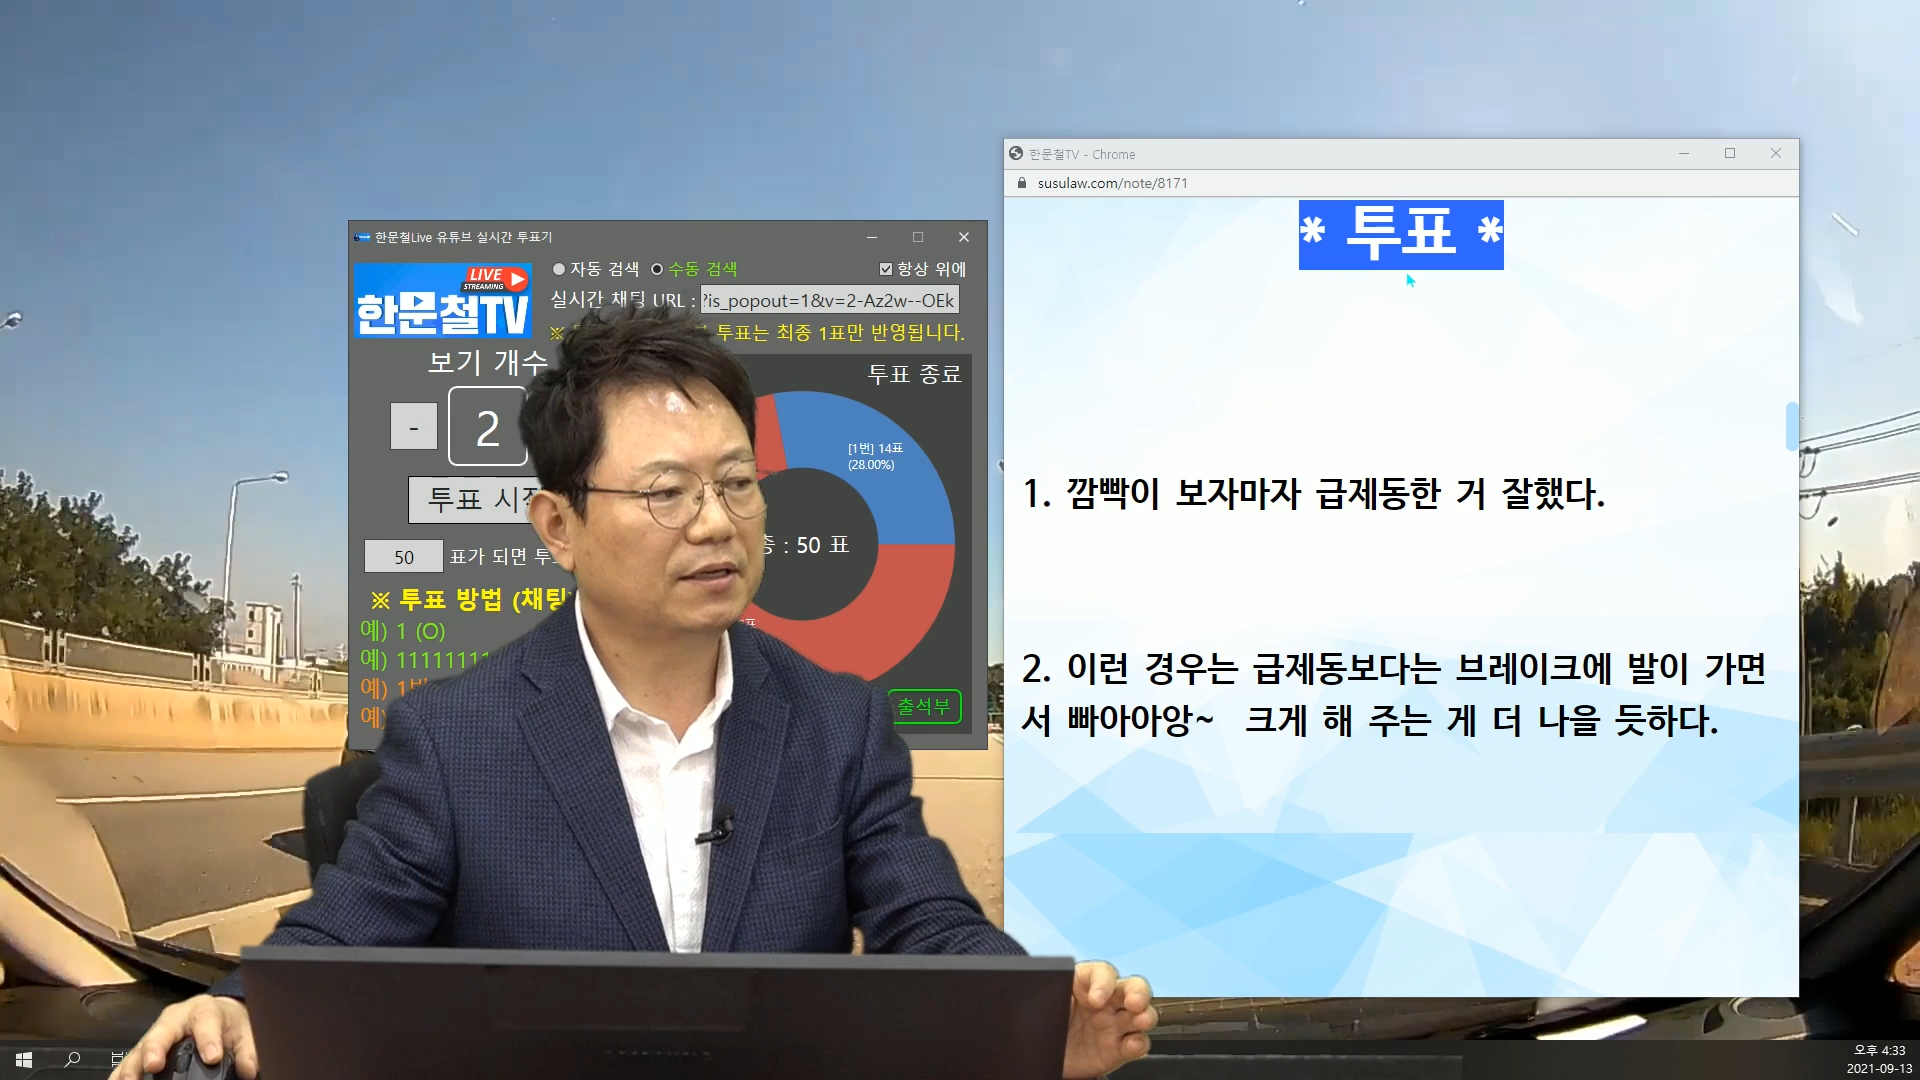 한문철Live 유튜브 실시간 투표기
LIVE
STREAMING
한문철TV
자동 검색 수동 검색 항상 위에
실시간 채팅 URL : ?is_popout=1&v=2-Az2w--OEk
※ 투표는 최종 1표만 반영됩니다.
보기 개수
- 2
투표 종료
[1번] 14표
(28.00%)
: 50 표
투표
50 표가 되면
※ 투표 방법 (채팅
예) 1 (O)
예) 11111111
예)
예)
출석부
한문철TV - Chrome
susulaw.com/note/8171
* 투표 *
1. 깜빡이 보자마자 급제동한 거 잘했다.
2. 이런 경우는 급제동보다는 브레이크에 발이 가면
서 빠아아앙~ 크게 해 주는 게 더 나을 듯하다.
오후 4:33
2021-09-13